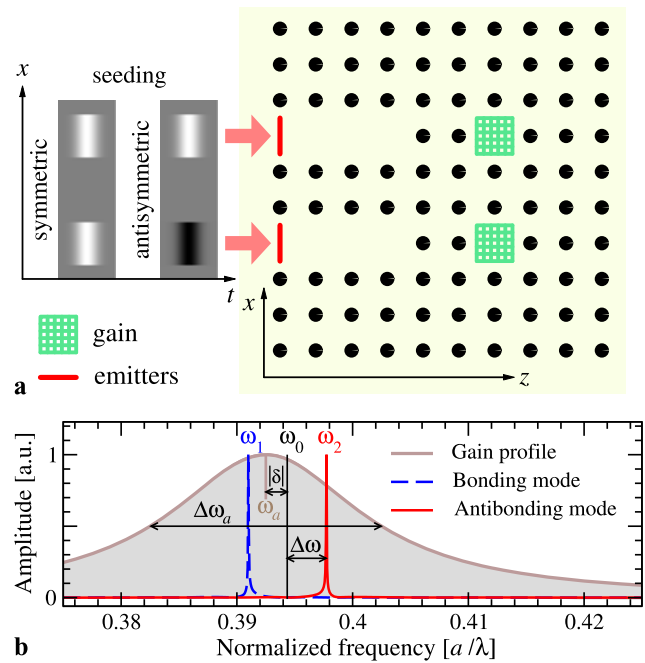 x
seeding
symmetric
antisymmetric
t
x
z
gain
emitters
a
ω1 ω0 ω2
Gain profile
Bonding mode
Antibonding mode
|δ|
ωa
Δωa
Δω
Amplitude [a.u.]
1
0
0.38 0.39 0.4 0.41 0.42
b Normalized frequency [a /λ]